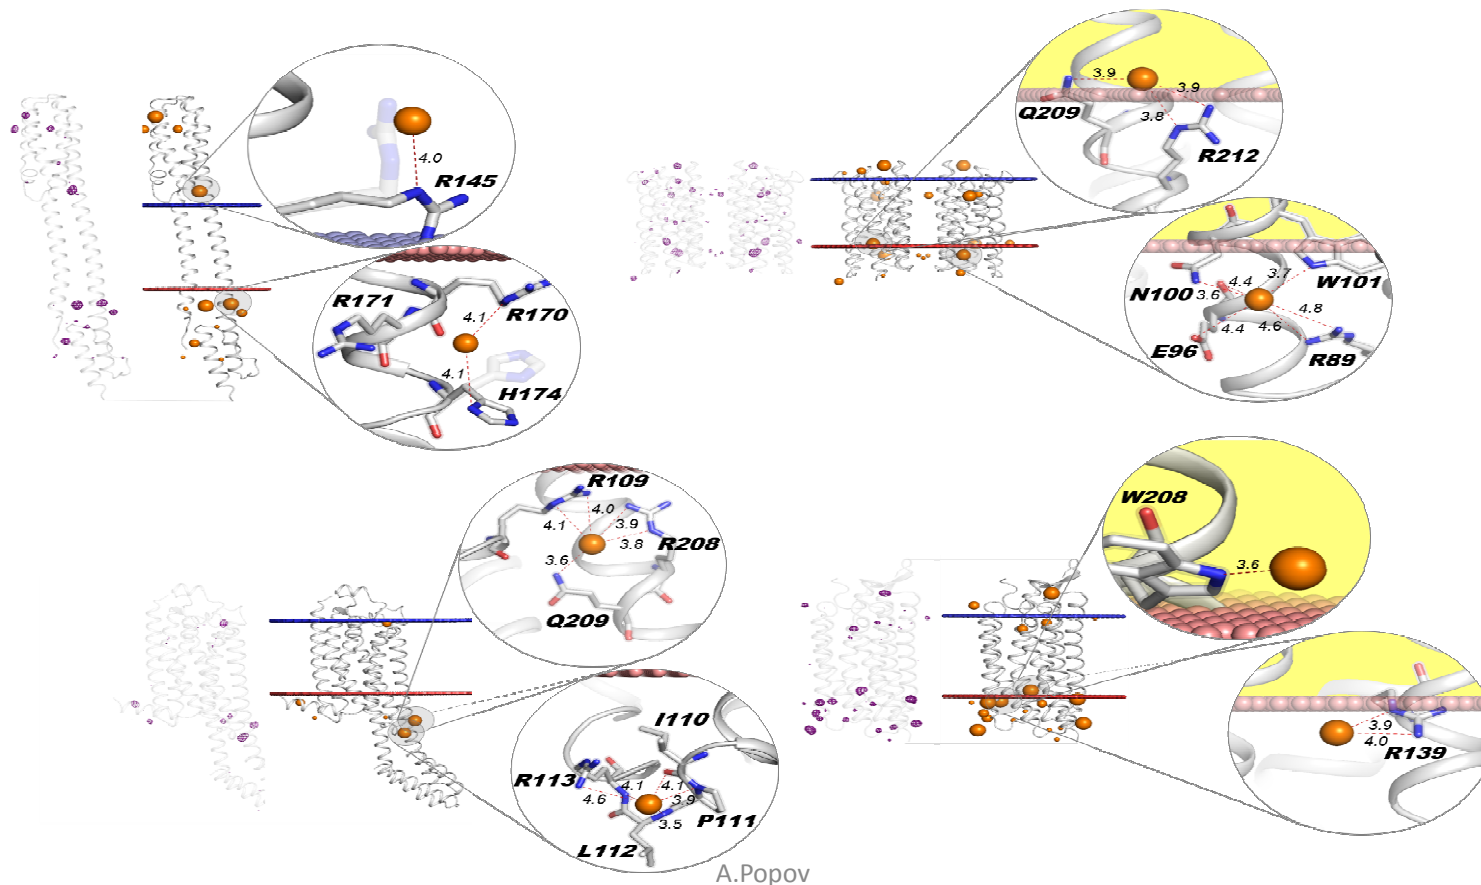 4.0
R145
R171
R170
4.1
4.1
H174
3.9
3.9
3.8
Q209
R212
N100
4.4
3.7
W101
3.6
4.8
4.4
4.6
E96
R89
R109
4.0
4.1
3.9
3.8
R208
3.6
Q209
I110
R113
4.1
4.1
4.6
3.9
P111
3.5
L112
W208
3.6
3.9
4.0
R139
A.Popov